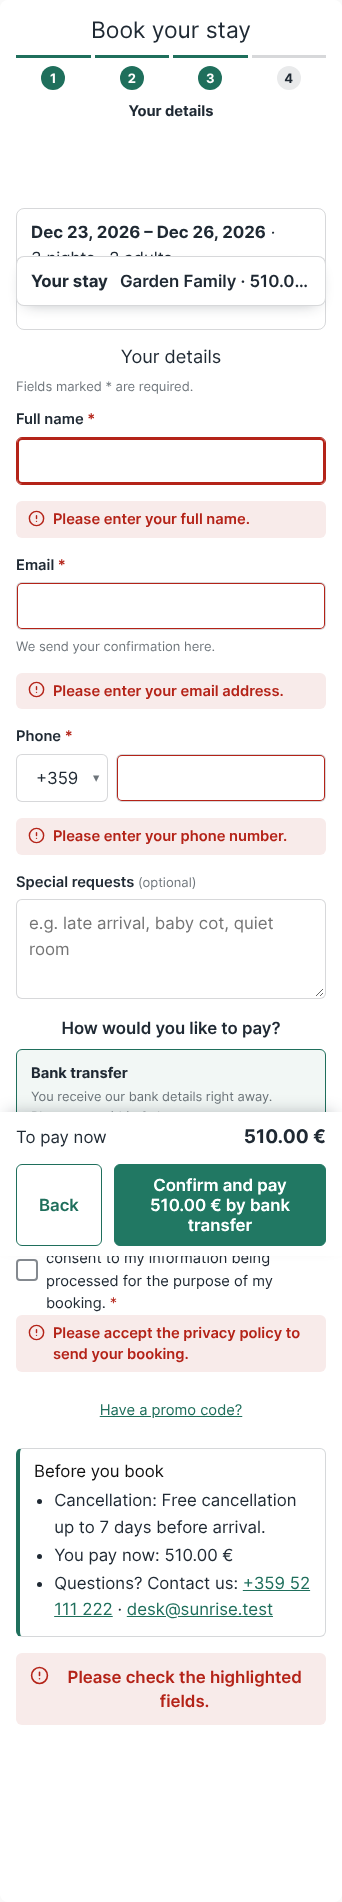 Book your stay
1 2 3 4
Your details
Dec 23, 2026 – Dec 26, 2026 ·
Your stay Garden Family · 510.0...
Your details
Fields marked * are required.
Full name *
Please enter your full name.
Email *
We send your confirmation here.
Please enter your email address.
Phone *
+359 ▾
Please enter your phone number.
Special requests (optional)
e.g. late arrival, baby cot, quiet
room
How would you like to pay?
Bank transfer
You receive our bank details right away.
To pay now 510.00 €
Back
Confirm and pay
510.00 € by bank
transfer
consent to my information being
processed for the purpose of my
booking. *
Please accept the privacy policy to
send your booking.
Have a promo code?
Before you book
• Cancellation: Free cancellation
up to 7 days before arrival.
• You pay now: 510.00 €
• Questions? Contact us: +359 52
111 222 · desk@sunrise.test
Please check the highlighted
fields.